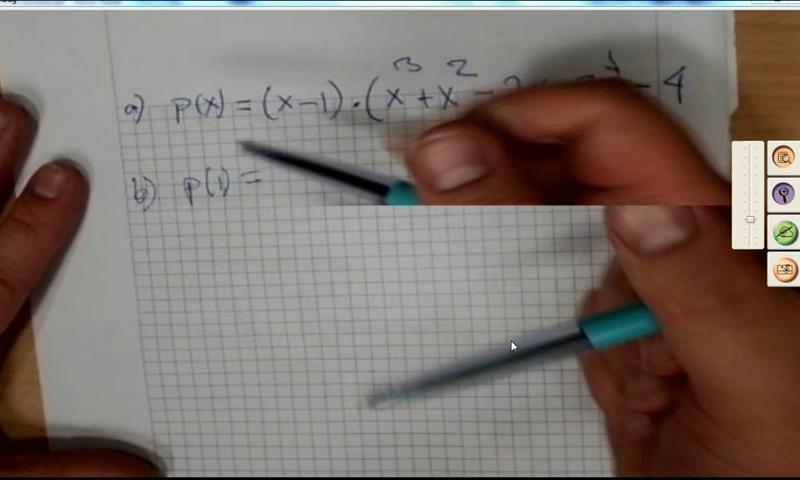 a) p(x) = (x-1)·(x³+x² - 4
b) p(1) =